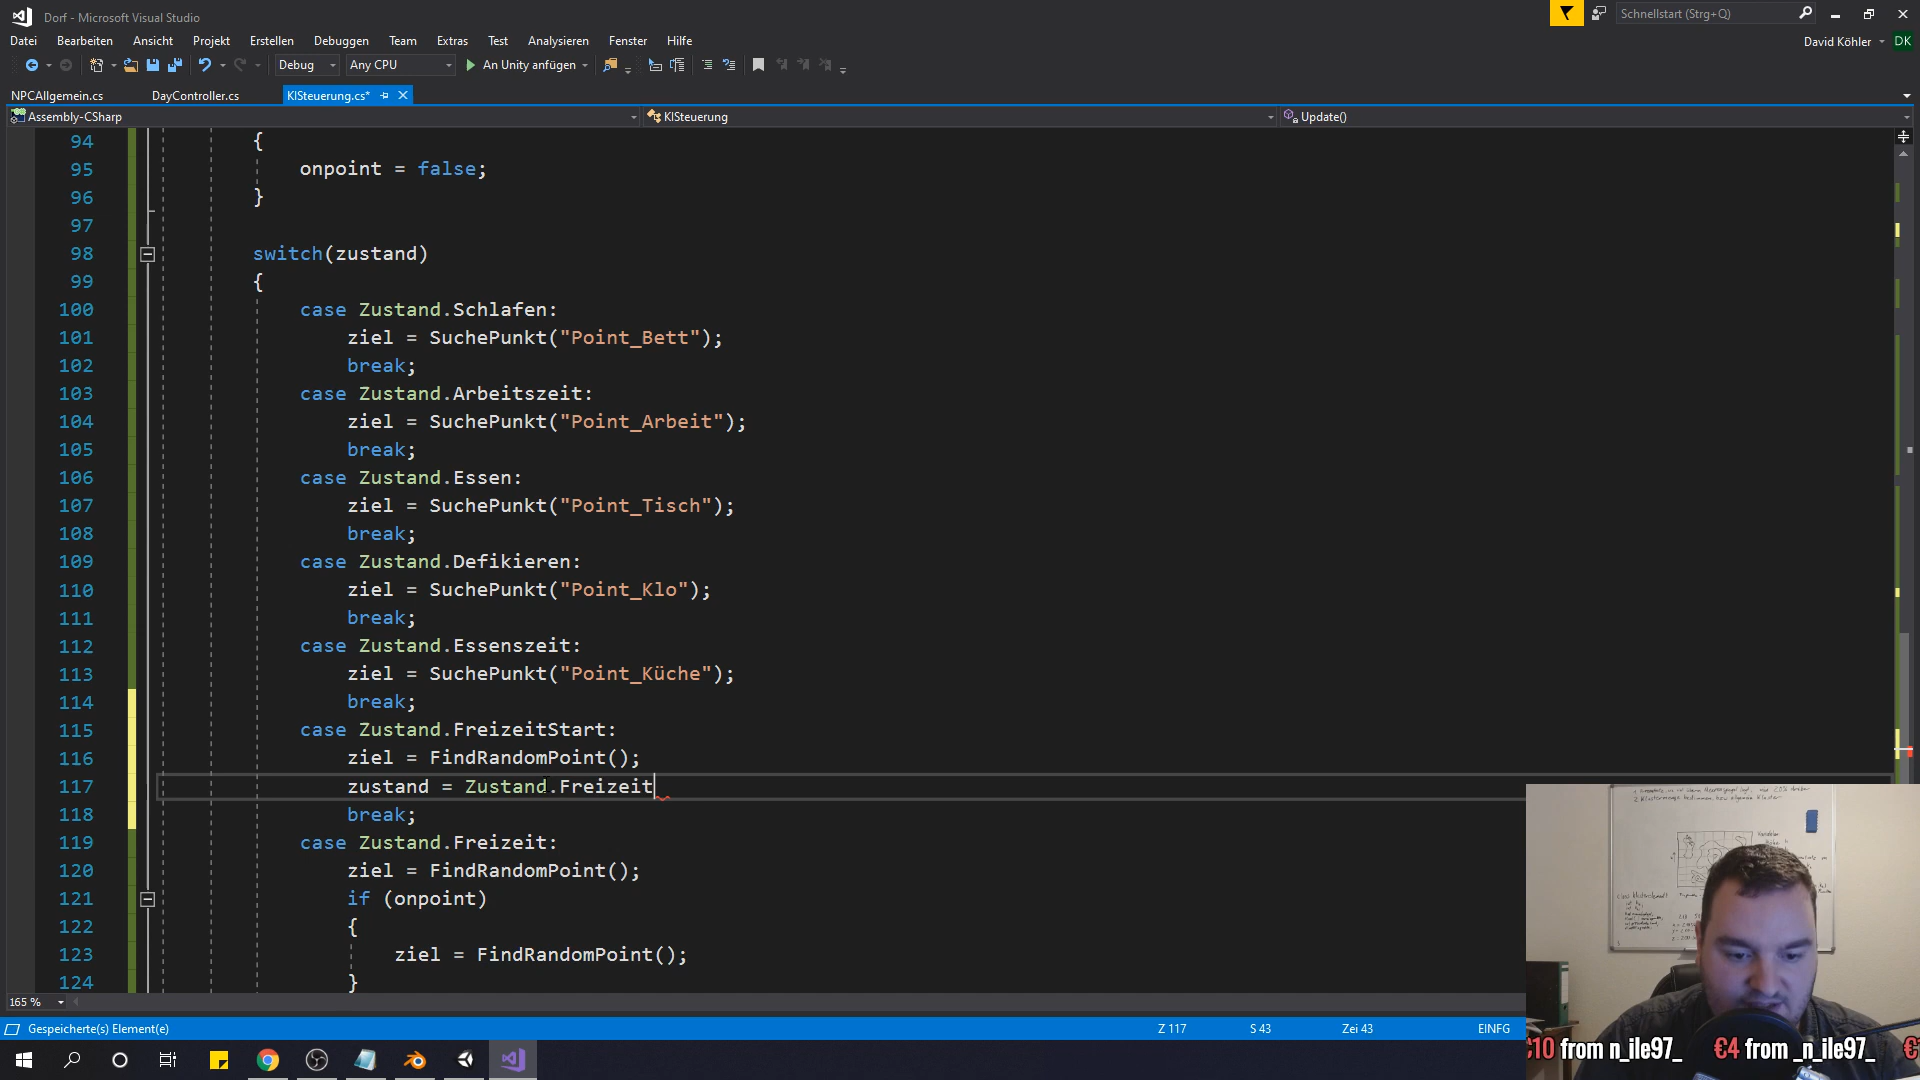 Dorf - Microsoft Visual Studio
Schnellstart (Strg+Q)
Datei Bearbeiten Ansicht Projekt Erstellen Debuggen Team Extras Test Analysieren Fenster Hilfe
David Köhler DK
Debug Any CPU An Unity anfügen
NPCAllgemein.cs DayController.cs KISteuerung.cs*
Assembly-CSharp KISteuerung Update()
94 {
95 onpoint = false;
96 }
97
98 switch(zustand)
99 {
100 case Zustand.Schlafen:
101 ziel = SuchePunkt("Point_Bett");
102 break;
103 case Zustand.Arbeitszeit:
104 ziel = SuchePunkt("Point_Arbeit");
105 break;
106 case Zustand.Essen:
107 ziel = SuchePunkt("Point_Tisch");
108 break;
109 case Zustand.Defikieren:
110 ziel = SuchePunkt("Point_Klo");
111 break;
112 case Zustand.Essenszeit:
113 ziel = SuchePunkt("Point_Küche");
114 break;
115 case Zustand.FreizeitStart:
116 ziel = FindRandomPoint();
117 zustand = Zustand.Freizeit
118 break;
119 case Zustand.Freizeit:
120 ziel = FindRandomPoint();
121 if (onpoint)
122 {
123 ziel = FindRandomPoint();
124 }
165 %
Gespeicherte(s) Element(e) Z 117 S 43 Zei 43 EINFG
€10 from n_ile97_ €4 from _n_ile97_